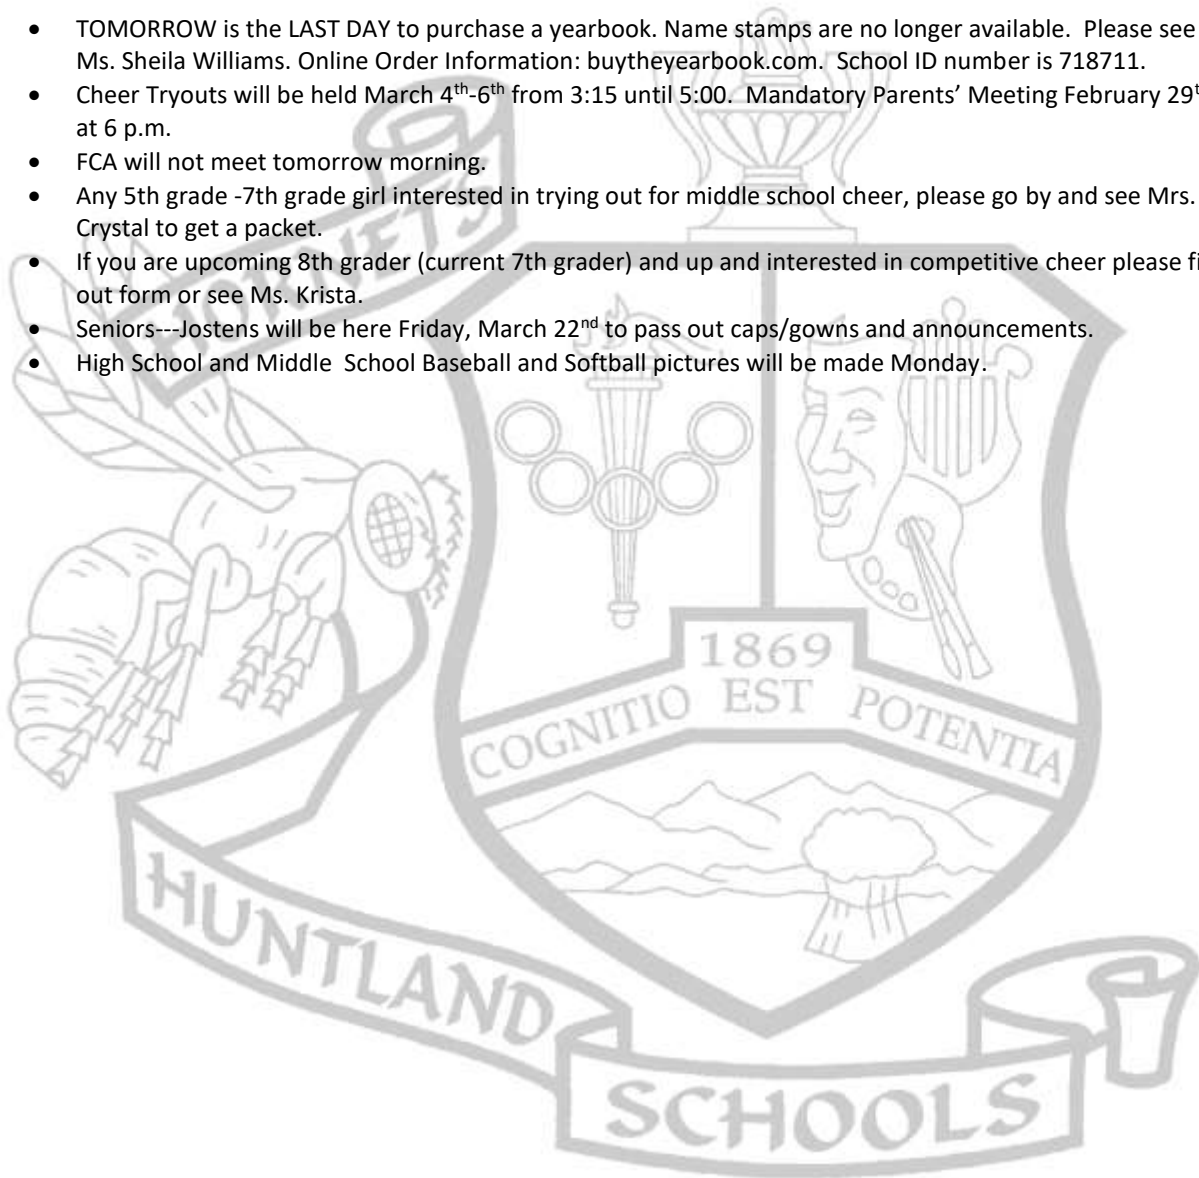 • TOMORROW is the LAST DAY to purchase a yearbook. Name stamps are no longer available.  Please see
Ms. Sheila Williams. Online Order Information: buytheyearbook.com.  School ID number is 718711.
• Cheer Tryouts will be held March 4th-6th from 3:15 until 5:00.  Mandatory Parents’ Meeting February 29t
at 6 p.m.
• FCA will not meet tomorrow morning.
• Any 5th grade -7th grade girl interested in trying out for middle school cheer, please go by and see Mrs.
Crystal to get a packet.
• If you are upcoming 8th grader (current 7th grader) and up and interested in competitive cheer please fi
out form or see Ms. Krista.
• Seniors---Jostens will be here Friday, March 22nd to pass out caps/gowns and announcements.
• High School and Middle  School Baseball and Softball pictures will be made Monday.
HORNETS
1869
COGNITIO EST POTENTIA
HUNTLAND
SCHOOLS